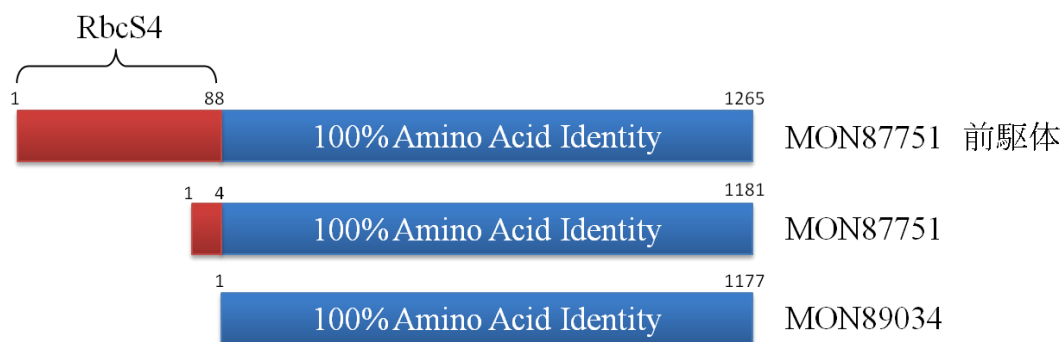 RbcS4
1 88 1265
100% Amino Acid Identity MON87751 前駆体
1 4 1181
100% Amino Acid Identity MON87751
1 1177
100% Amino Acid Identity MON89034